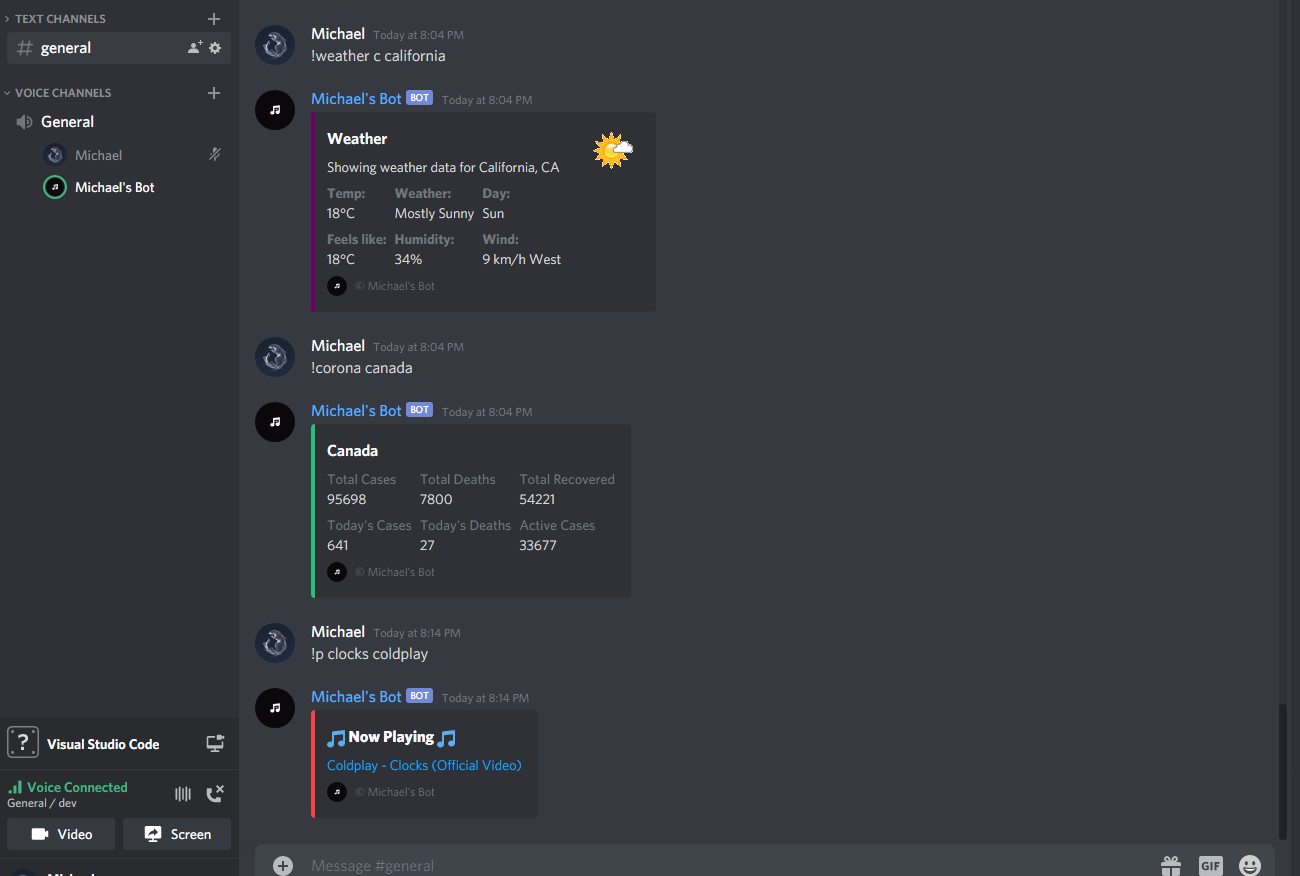 TEXT CHANNELS
general
VOICE CHANNELS
General
Michael
Michael's Bot
? Visual Studio Code
Voice Connected
General / dev
Video Screen
Michael Today at 8:04 PM
!weather c california
Michael's Bot BOT Today at 8:04 PM
Weather
Showing weather data for California, CA
Temp: Weather: Day:
18°C Mostly Sunny Sun
Feels like: Humidity: Wind:
18°C 34% 9 km/h West
© Michael's Bot
Michael Today at 8:04 PM
!corona canada
Michael's Bot BOT Today at 8:04 PM
Canada
Total Cases Total Deaths Total Recovered
95698 7800 54221
Today's Cases Today's Deaths Active Cases
641 27 33677
© Michael's Bot
Michael Today at 8:14 PM
!p clocks coldplay
Michael's Bot BOT Today at 8:14 PM
Now Playing
Coldplay - Clocks (Official Video)
© Michael's Bot
Message #general
GIF